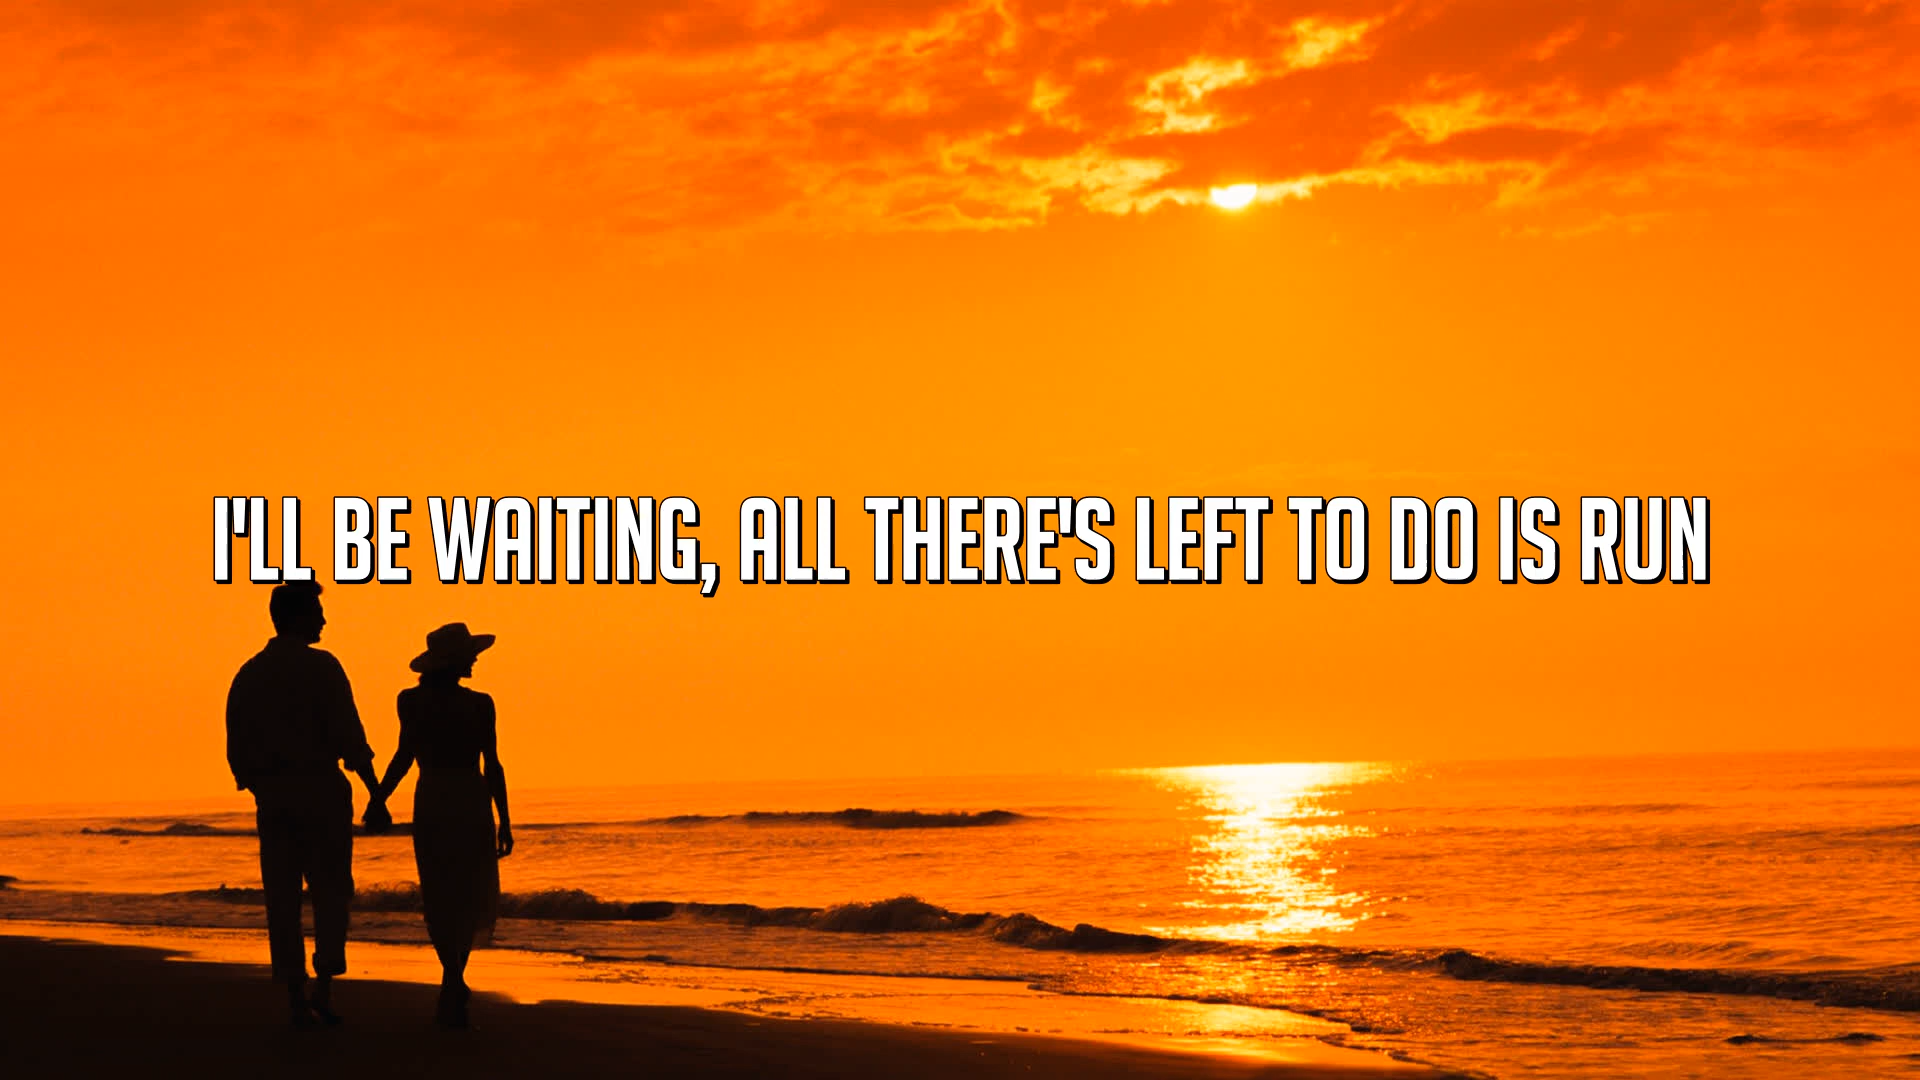 I'LL BE WAITING, ALL THERE'S LEFT TO DO IS RUN